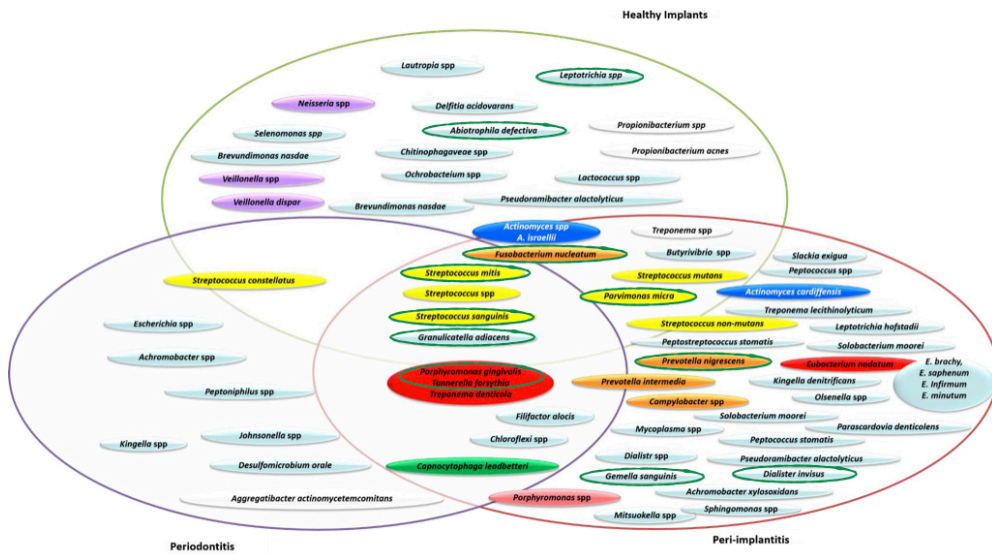 Healthy Implants
Lautropia spp
Leptotrichia spp
Neisseria spp
Delfitia acidovarans
Propionibacterium spp
Selenomonas spp
Abiotrophila defectiva
Propionibacterium acnes
Brevundimonas nasdae
Chitinophagaveae spp
Veillonella spp
Ochrobacteium spp
Lactococcus spp
Veillonella dispar
Brevundimonas nasdae
Pseudoramibacter alactolyticus
Actinomyces spp
A. israellii
Treponema spp
Fusobacterium nucleatum
Butyrivibrio spp
Slackia exigua
Streptococcus constellatus
Streptococcus mitis
Streptococcus mutans
Peptococcus spp
Streptococcus spp
Parvimonas micra
Actinomyces cardiffensis
Treponema lecithinolyticum
Escherichia spp
Streptococcus sanguinis
Streptococcus non-mutans
Leptotrichia hofstadii
Granulicatella adiacens
Peptostreptococcus stomatis
Solobacterium moorei
Achromobacter spp
Porphyromonas gingivalis
Tannerella forsythia
Treponema denticola
Prevotella nigrescens
Eubacterium nodatum
E. brachy,
E. saphenum
E. Infirmum
E. minutum
Prevotella intermedia
Kingella denitrificans
Peptoniphilus spp
Campylobacter spp
Olsenella spp
Filifactor alocis
Solobacterium moorei
Mycoplasma spp
Parascardovia denticolens
Kingella spp
Johnsonella spp
Chloroflexi spp
Peptococcus stomatis
Dialistr spp
Pseudoramibacter alactolyticus
Desulfomicrobium orale
Capnocytophaga leadbetteri
Gemella sanguinis
Dialister invisus
Aggregatibacter actinomycetemcomitans
Porphyromonas spp
Achromobacter xylosoxidans
Mitsuokella spp
Sphingomonas spp
Periodontitis
Peri-implantitis